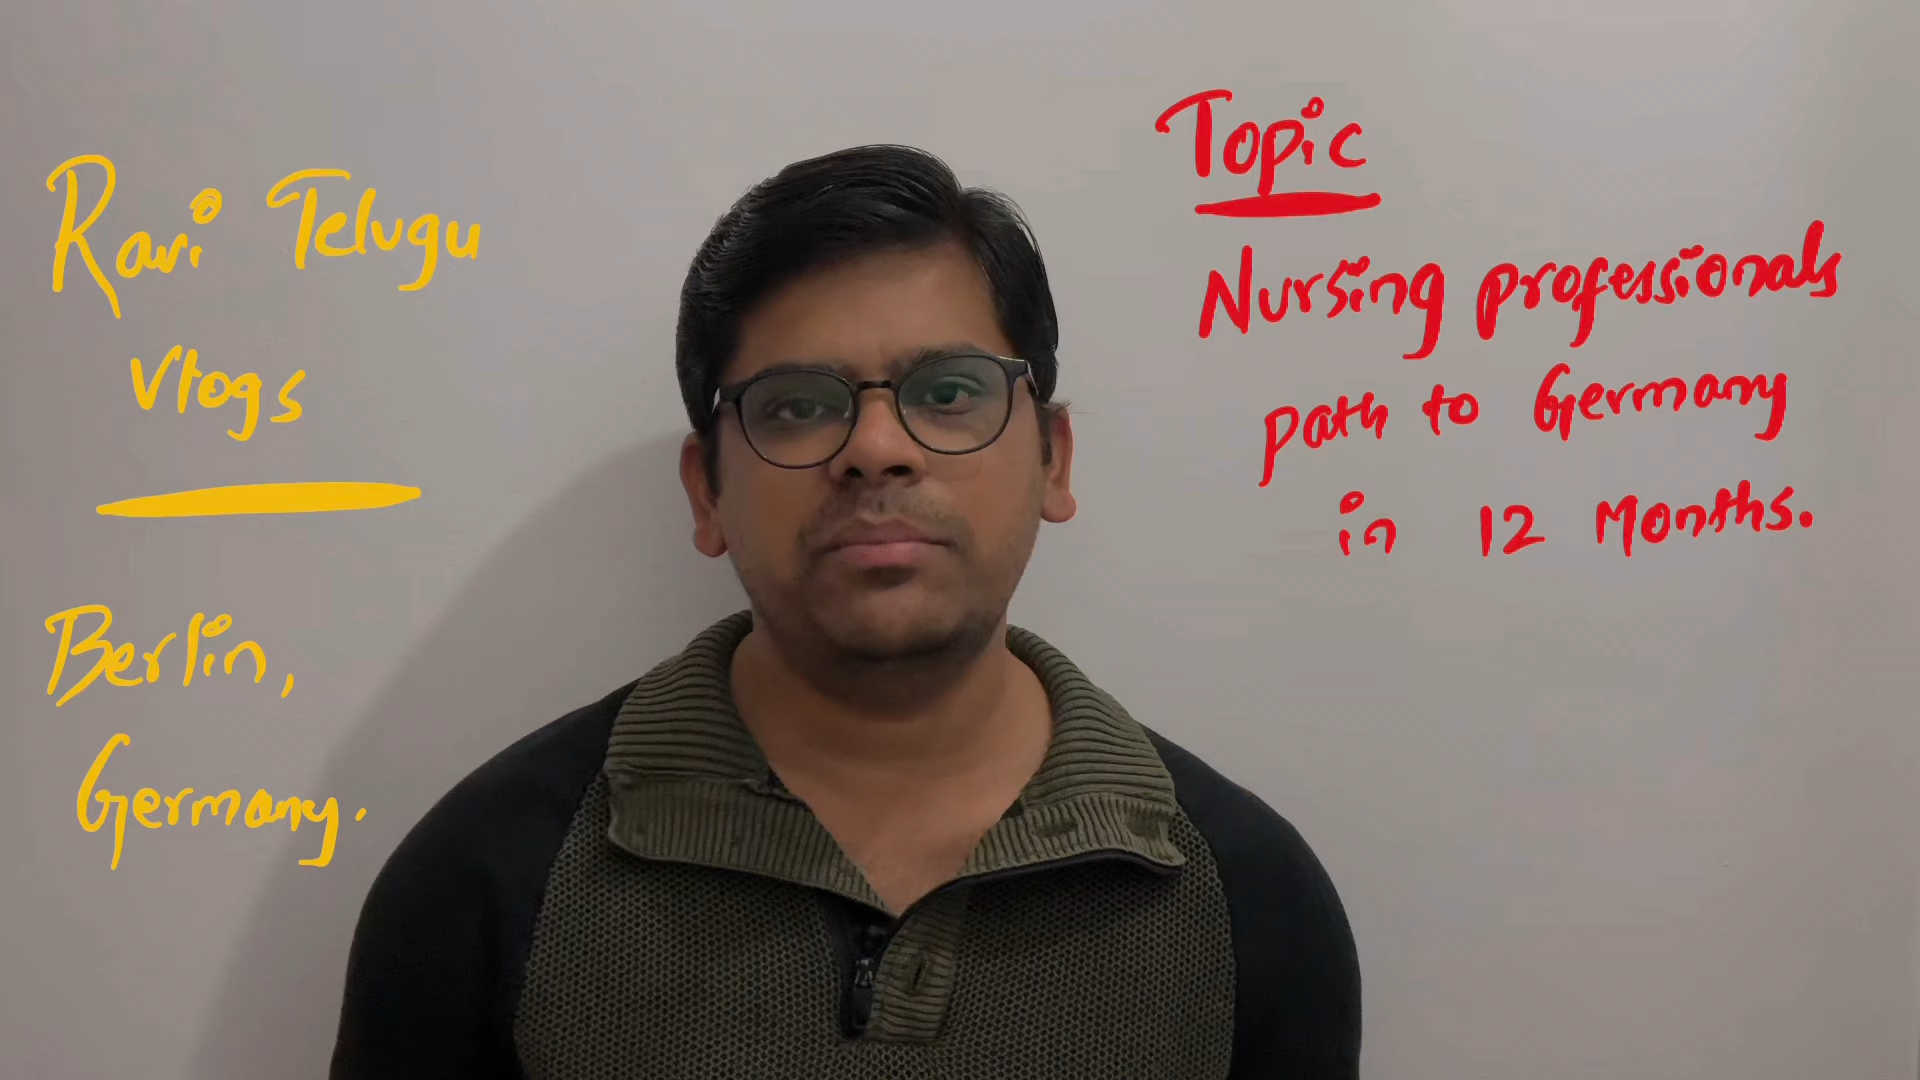 Ravi Telugu
Vlogs
Berlin,
Germany.
Topic
Nursing professionals
path to Germany
in 12 Months.